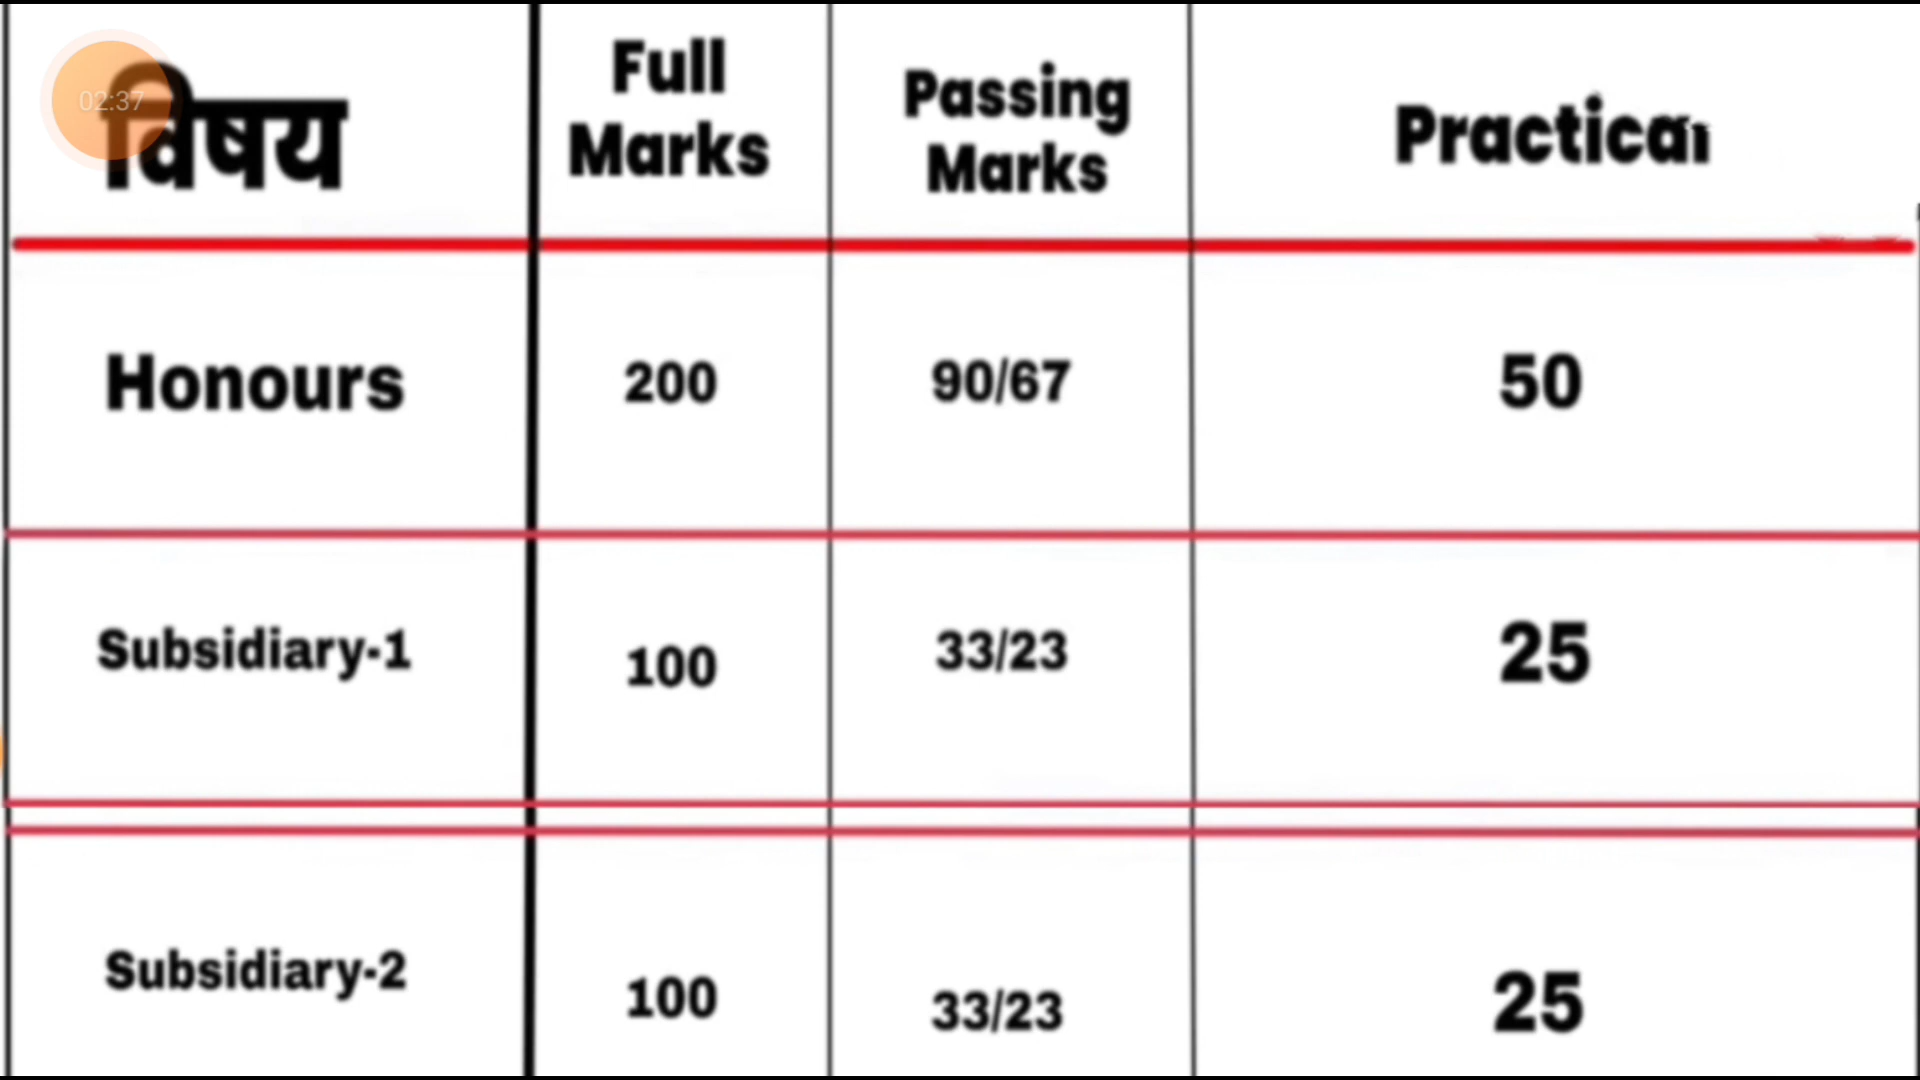 02:37
विषय
Full
Marks
Passing
Marks
Practical
Honours
200
90/67
50
Subsidiary-1
100
33/23
25
Subsidiary-2
100
33/23
25